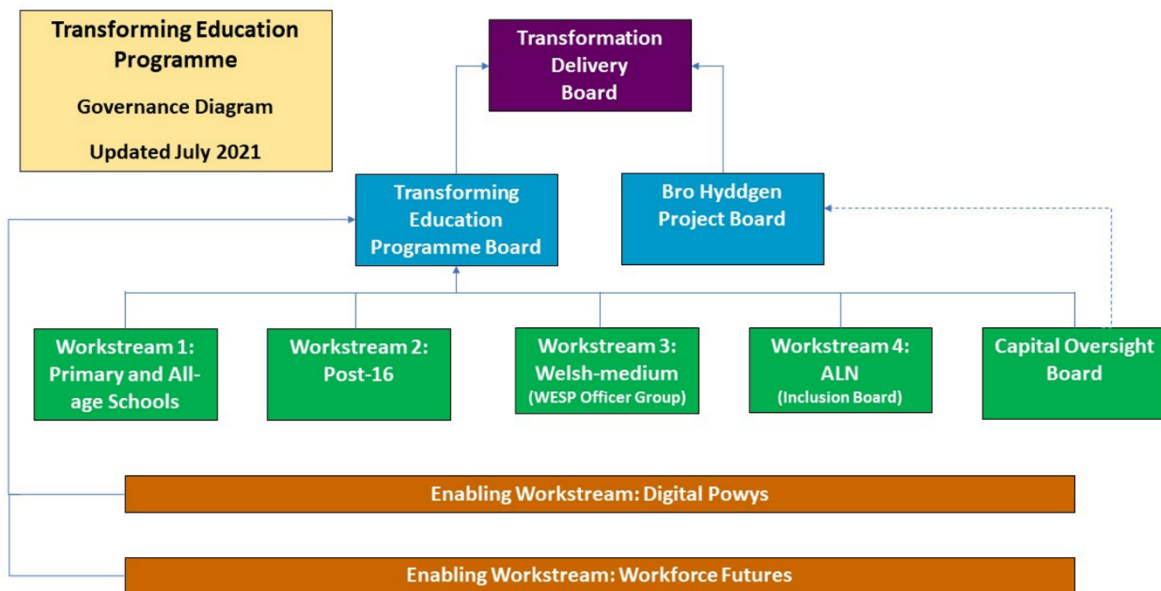 Transforming Education
Programme
Governance Diagram
Updated July 2021
Transformation
Delivery
Board
Transforming
Education
Programme Board
Bro Hyddgen
Project Board
Workstream 1:
Primary and All-
age Schools
Workstream 2:
Post-16
Workstream 3:
Welsh-medium
(WESP Officer Group)
Workstream 4:
ALN
(Inclusion Board)
Capital Oversight
Board
Enabling Workstream: Digital Powys
Enabling Workstream: Workforce Futures